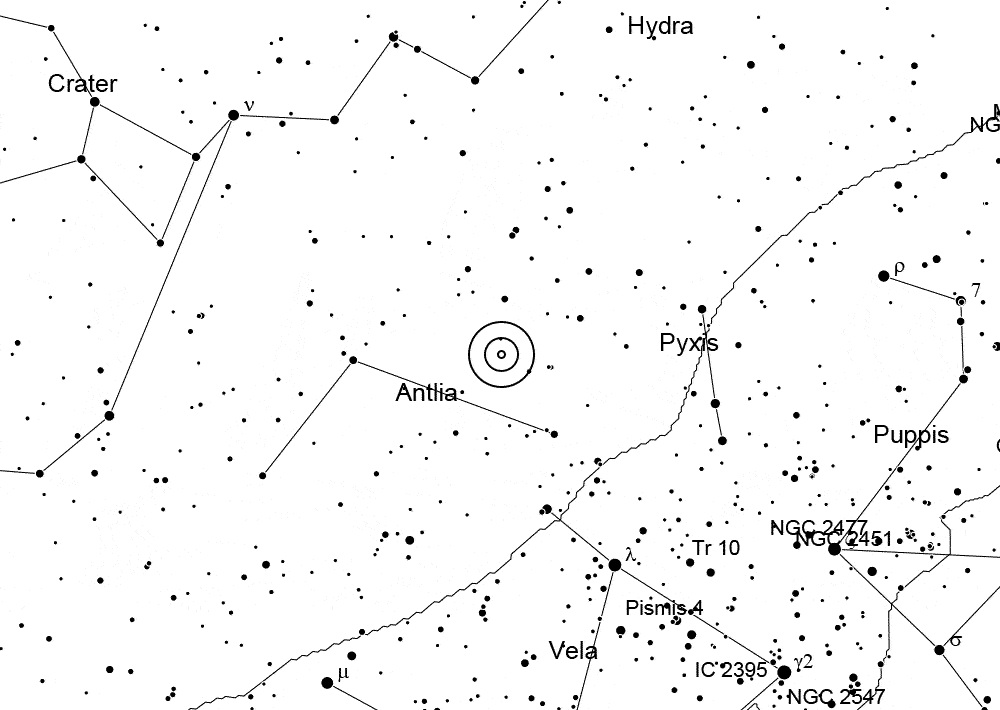 Hydra
Crater
ν
NG
ρ
7
Pyxis
Antlia
Puppis
NGC 2477
NGC 2451
Tr 10
λ
Pismis 4
σ
Vela
IC 2395
γ2
μ
NGC 2547